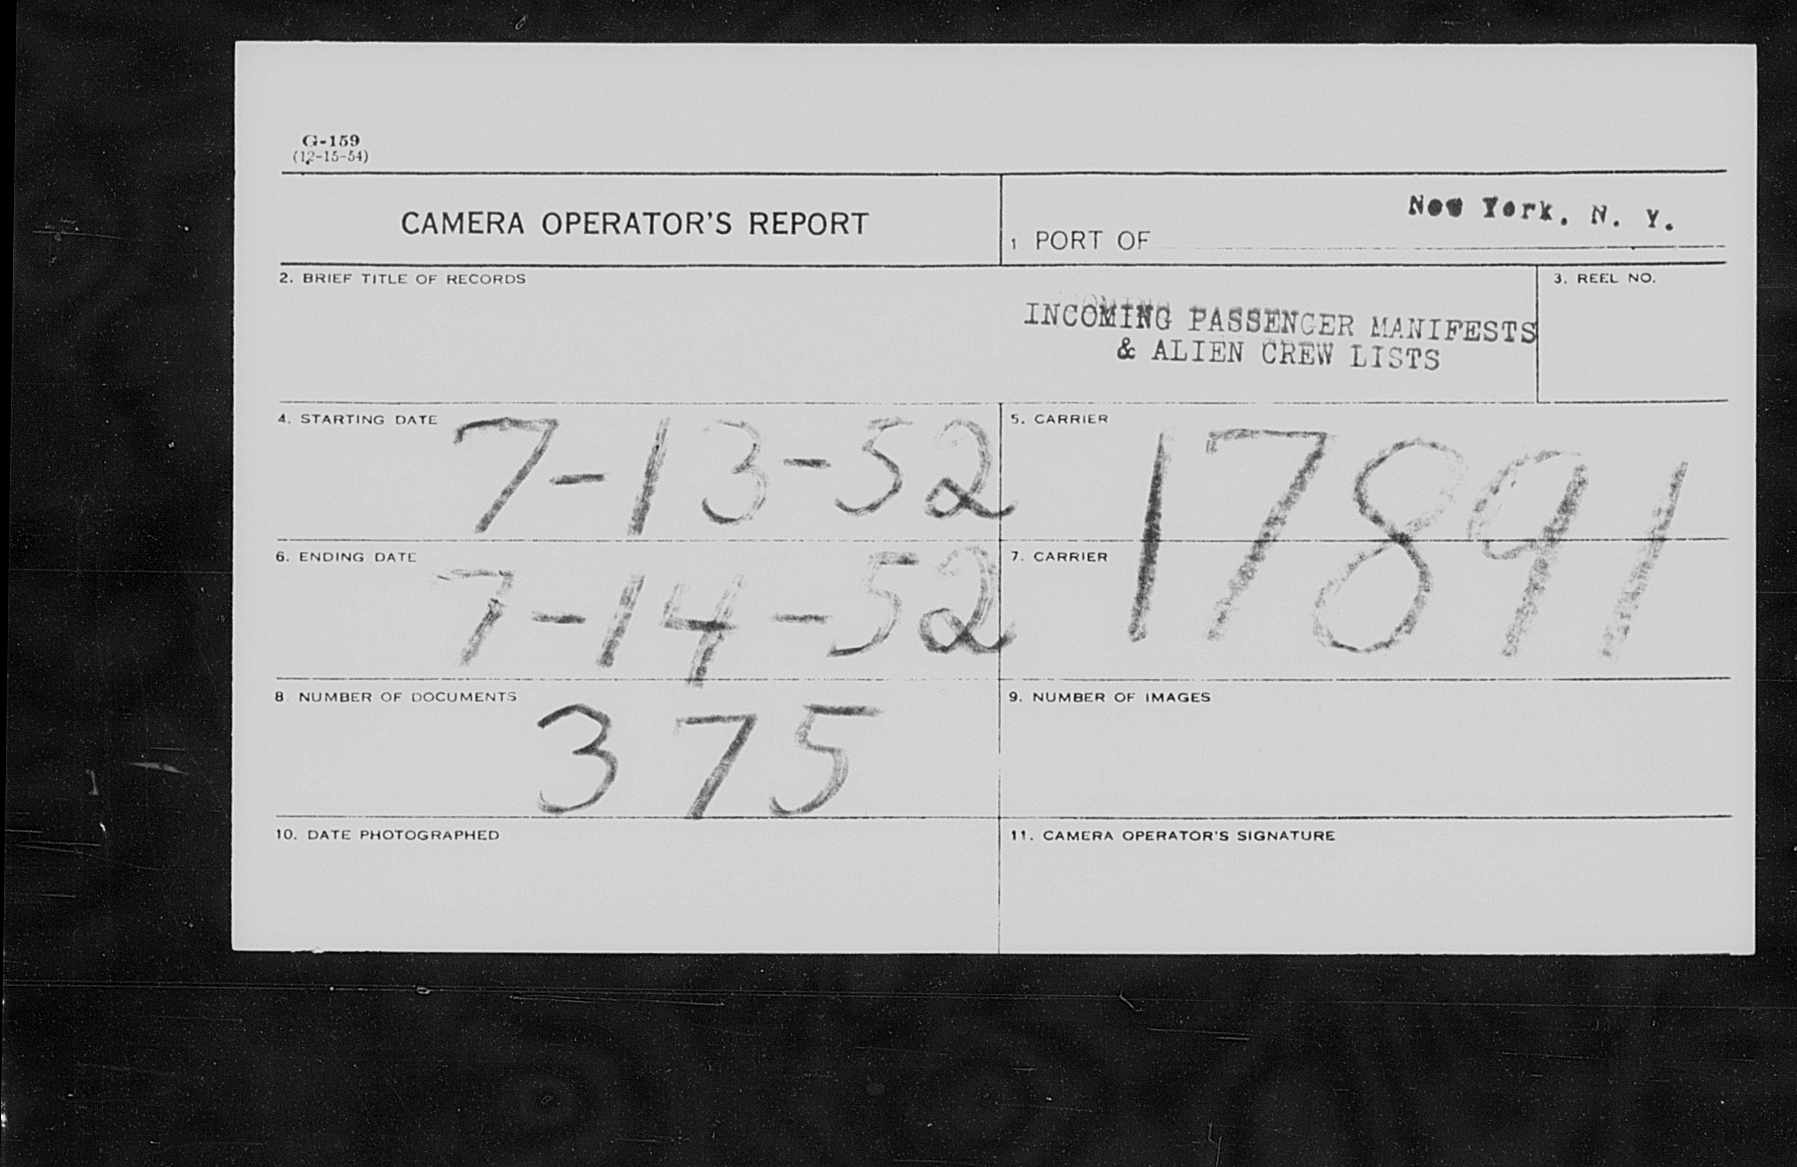 G-159
(12-15-54)
CAMERA OPERATOR'S REPORT
1 PORT OF New York, N. Y.
2. BRIEF TITLE OF RECORDS
INCOMING PASSENGER MANIFESTS
& ALIEN CREW LISTS
3. REEL NO.
4. STARTING DATE 7-13-52
5. CARRIER 17891
6. ENDING DATE 7-14-52
7. CARRIER
8 NUMBER OF DOCUMENTS 375
9. NUMBER OF IMAGES
10. DATE PHOTOGRAPHED
11. CAMERA OPERATOR'S SIGNATURE